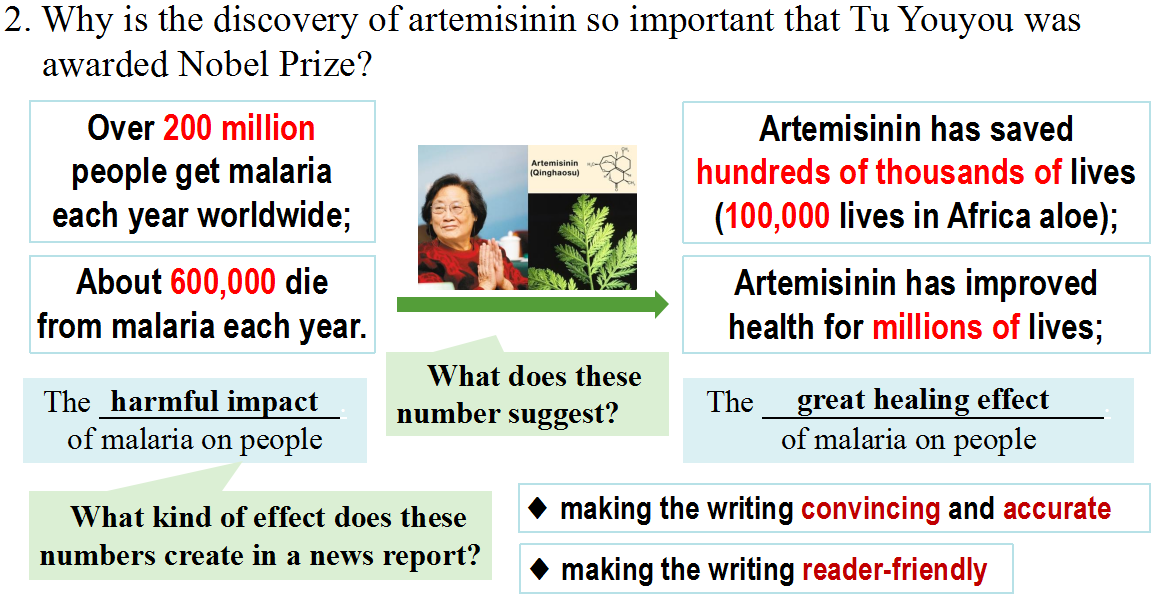 2. Why is the discovery of artemisinin so important that Tu Youyou was
awarded Nobel Prize?
Over 200 million
people get malaria
each year worldwide;
About 600,000 die
from malaria each year.
The harmful impact
of malaria on people
Artemisinin
(Qinghaosu)
What does these
number suggest?
Artemisinin has saved
hundreds of thousands of lives
(100,000 lives in Africa aloe);
Artemisinin has improved
health for millions of lives;
The great healing effect
of malaria on people
What kind of effect does these
numbers create in a news report?
◆ making the writing convincing and accurate
◆ making the writing reader-friendly